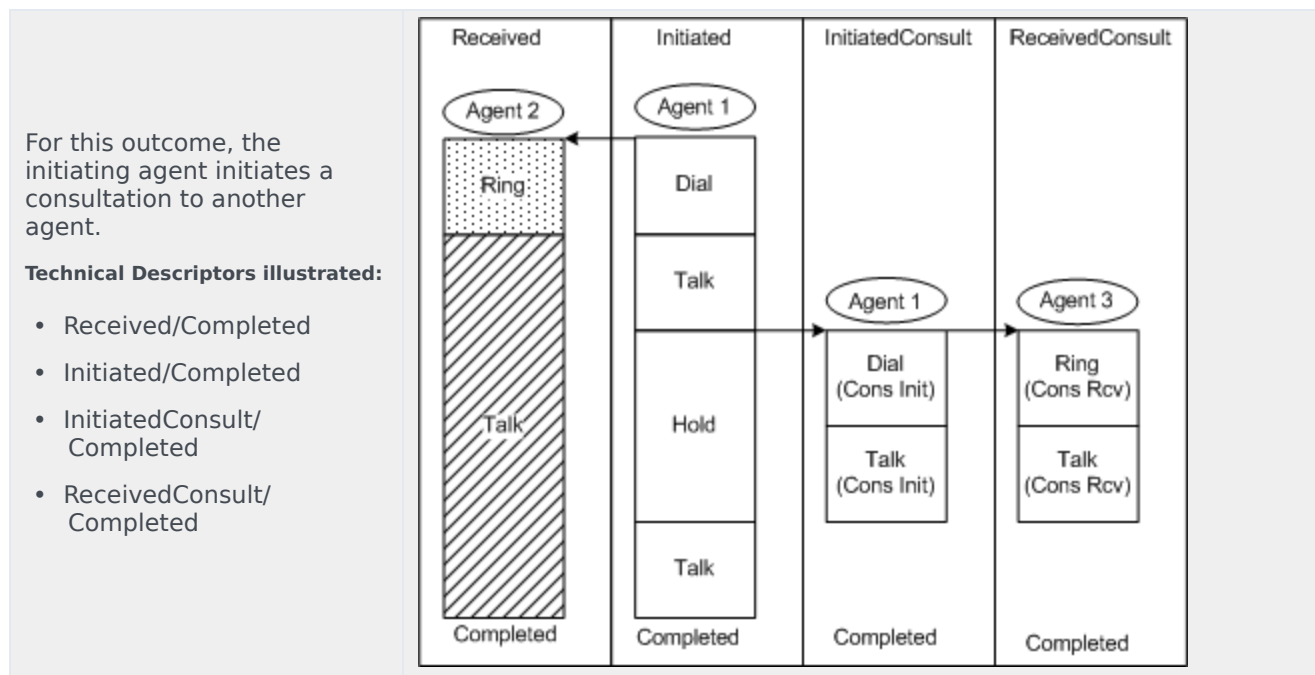 For this outcome, the
initiating agent initiates a
consultation to another
agent.
Technical Descriptors illustrated:
• Received/Completed
• Initiated/Completed
• InitiatedConsult/
Completed
• ReceivedConsult/
Completed
Received
Agent 2
Ring
Talk
Completed
Initiated
Agent 1
Dial
Talk
Hold
Talk
Completed
InitiatedConsult
Agent 1
Dial
(Cons Init)
Talk
(Cons Init)
Completed
ReceivedConsult
Agent 3
Ring
(Cons Rcv)
Talk
(Cons Rcv)
Completed